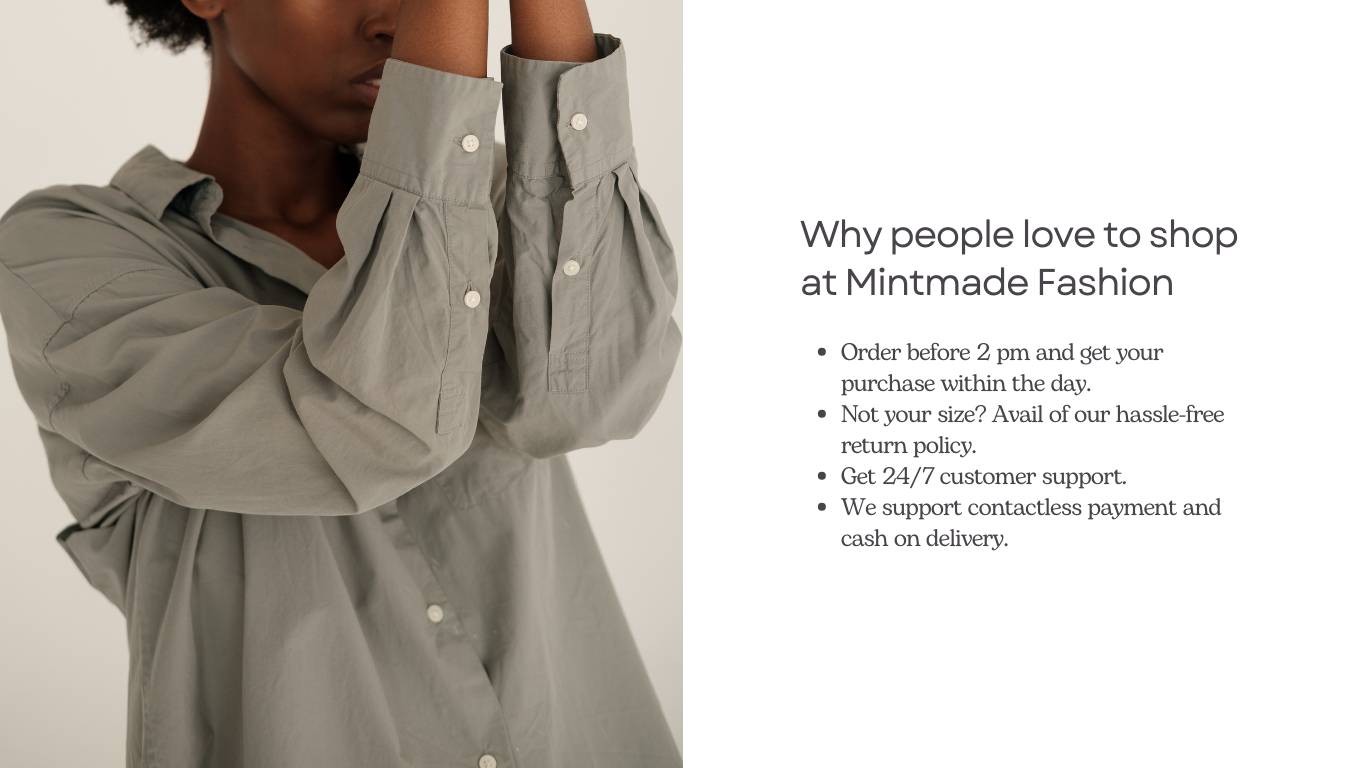 Why people love to shop
at Mintmade Fashion
• Order before 2 pm and get your
purchase within the day.
• Not your size? Avail of our hassle-free
return policy.
• Get 24/7 customer support.
• We support contactless payment and
cash on delivery.